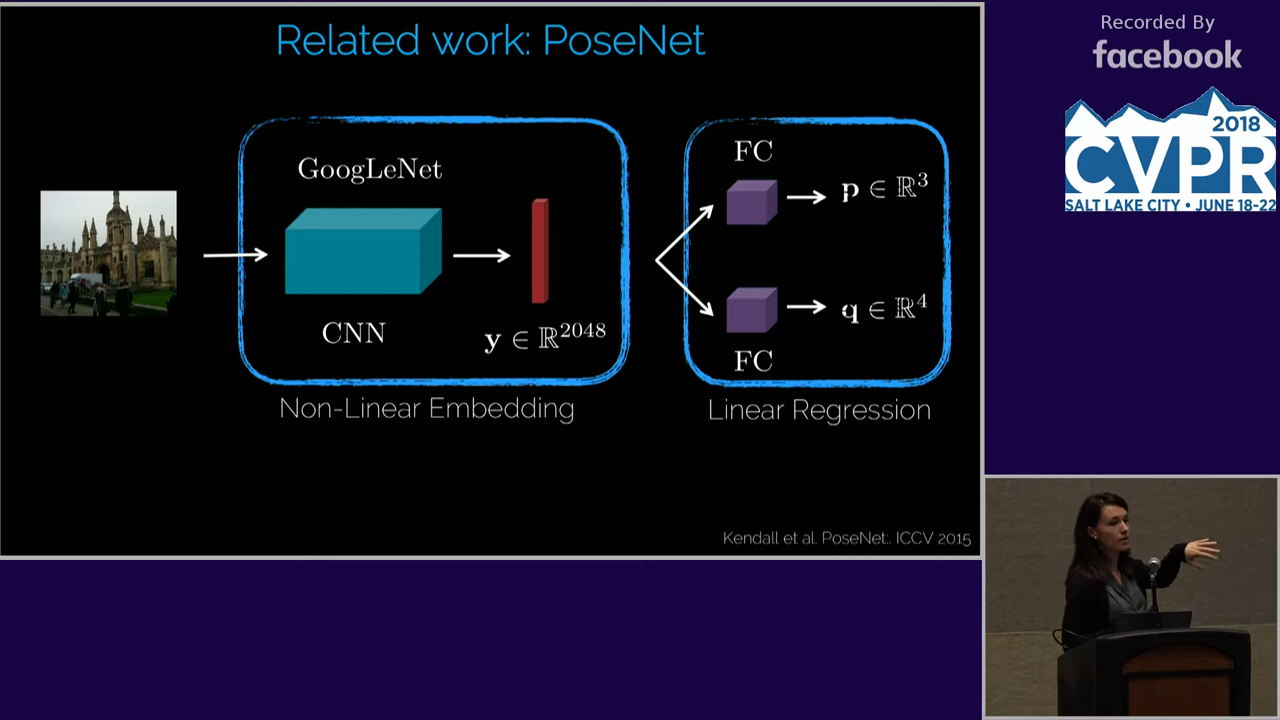 Related work: PoseNet
GoogLeNet
CNN
y ∈ ℝ²⁰⁴⁸
Non-Linear Embedding
FC
p ∈ ℝ³
q ∈ ℝ⁴
FC
Linear Regression
Kendall et al. PoseNet:. ICCV 2015
Recorded By
facebook
2018
CVPR
SALT LAKE CITY • JUNE 18-22